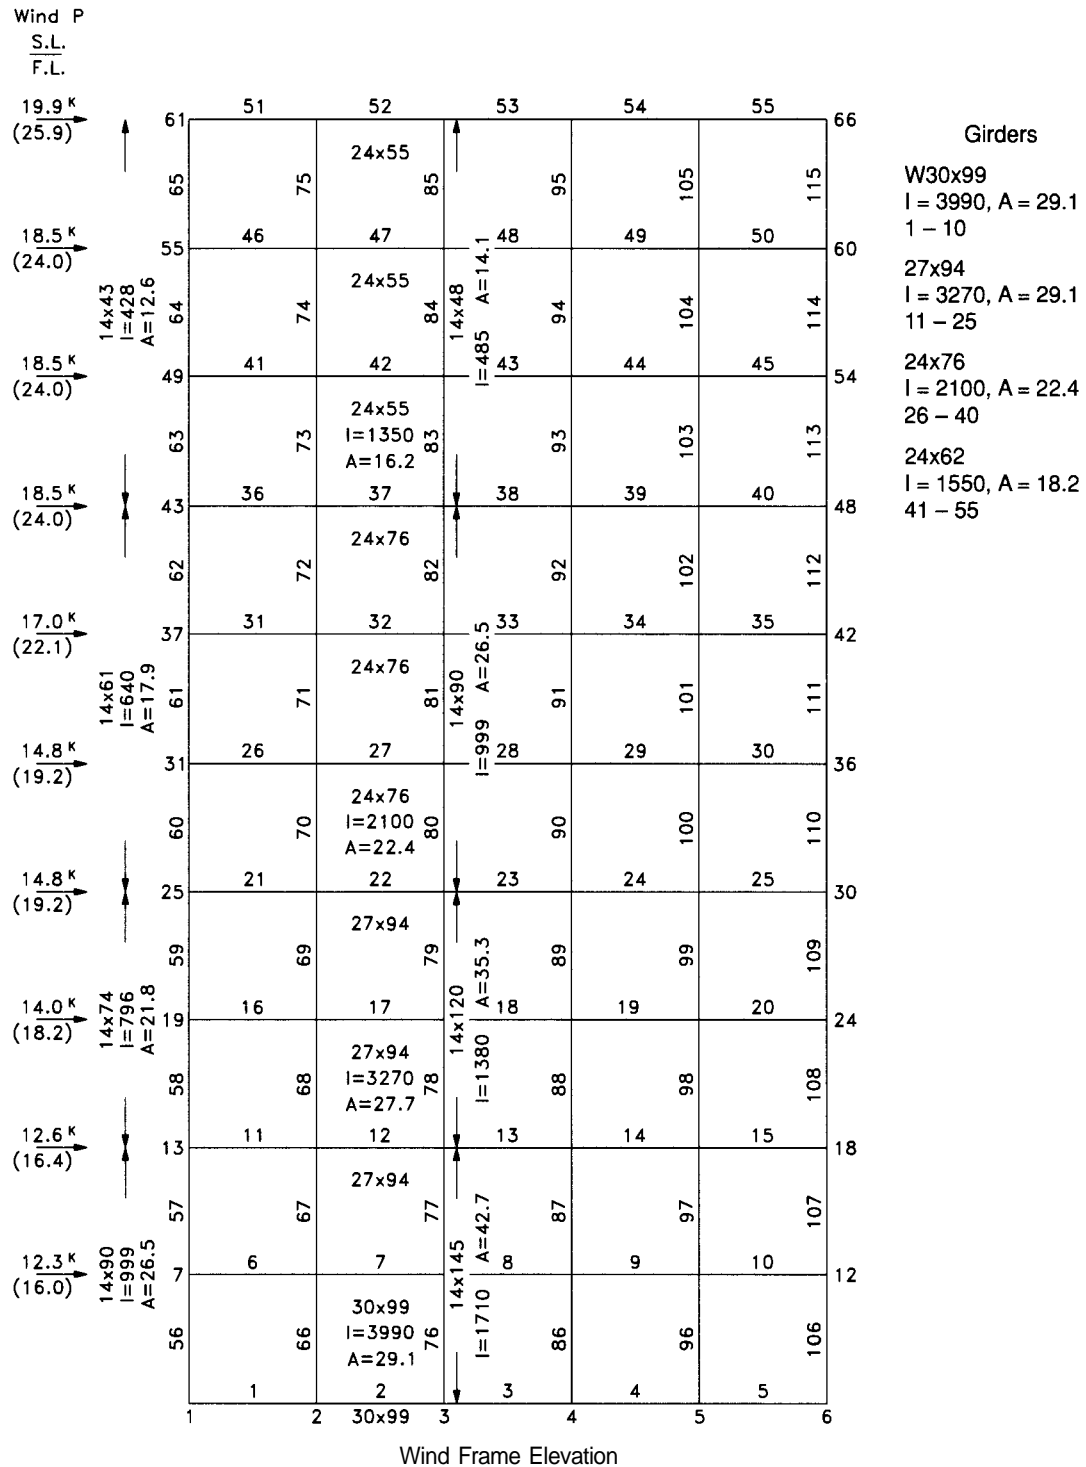 Wind P
S.L.
F.L.
19.9 K
(25.9)
61 51 52 53 54 55 66
24x55
65 75 85 95 105 115
18.5 K
(24.0)
55 46 47 48 49 50 60
24x55
14x43
I=428
A=12.6
64 74 84 94 104 114
14x48
I=485 A=14.1
18.5 K
(24.0)
49 41 42 43 44 45 54
24x55
I=1350
A=16.2
63 73 83 93 103 113
18.5 K
(24.0)
43 36 37 38 39 40 48
24x76
62 72 82 92 102 112
17.0 K
(22.1)
37 31 32 33 34 35 42
24x76
14x61
I=640
A=17.9
61 71 81 91 101 111
14x90
I=999 A=26.5
14.8 K
(19.2)
31 26 27 28 29 30 36
24x76
I=2100
A=22.4
60 70 80 90 100 110
14.8 K
(19.2)
25 21 22 23 24 25 30
27x94
59 69 79 89 99 109
14.0 K
(18.2)
14x74
I=796
A=21.8
19 16 17 18 19 20 24
14x120
I=1380 A=35.3
27x94
I=3270
A=27.7
58 68 78 88 98 108
12.6 K
(16.4)
13 11 12 13 14 15 18
27x94
57 67 77 87 97 107
12.3 K
(16.0)
14x90
I=999
A=26.5
7 6 7 8 9 10 12
14x145
I=1710 A=42.7
30x99
I=3990
A=29.1
56 66 76 86 96 106
1 2 3 4 5
1 2 30x99 3 4 5 6
Wind Frame Elevation
Girders
W30x99
I = 3990, A = 29.1
1 – 10
27x94
I = 3270, A = 29.1
11 – 25
24x76
I = 2100, A = 22.4
26 – 40
24x62
I = 1550, A = 18.2
41 – 55